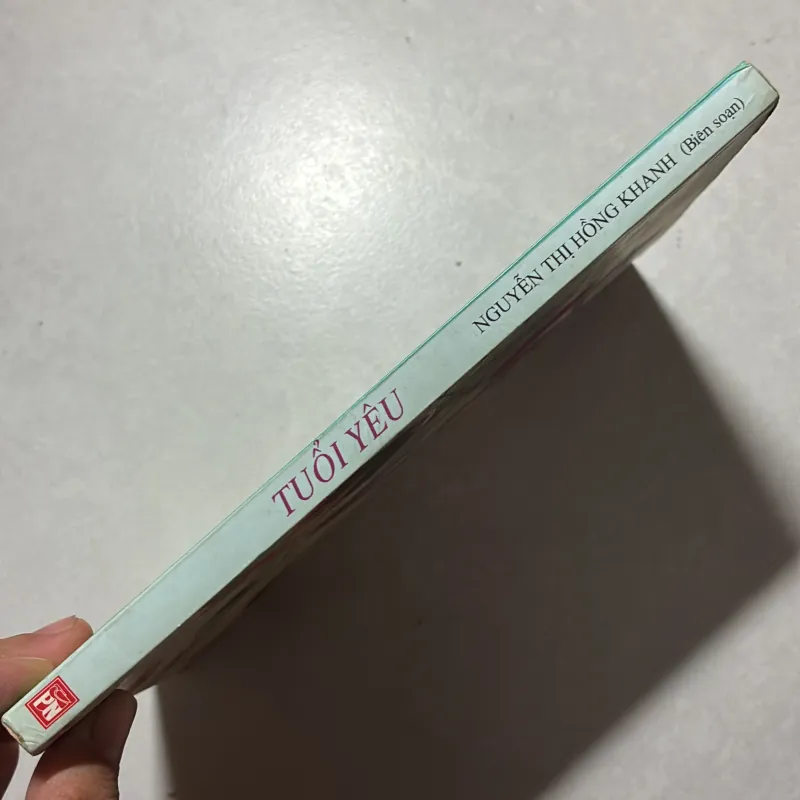 TUỔI YÊU
NGUYỄN THỊ HỒNG KHANH (Biên soạn)